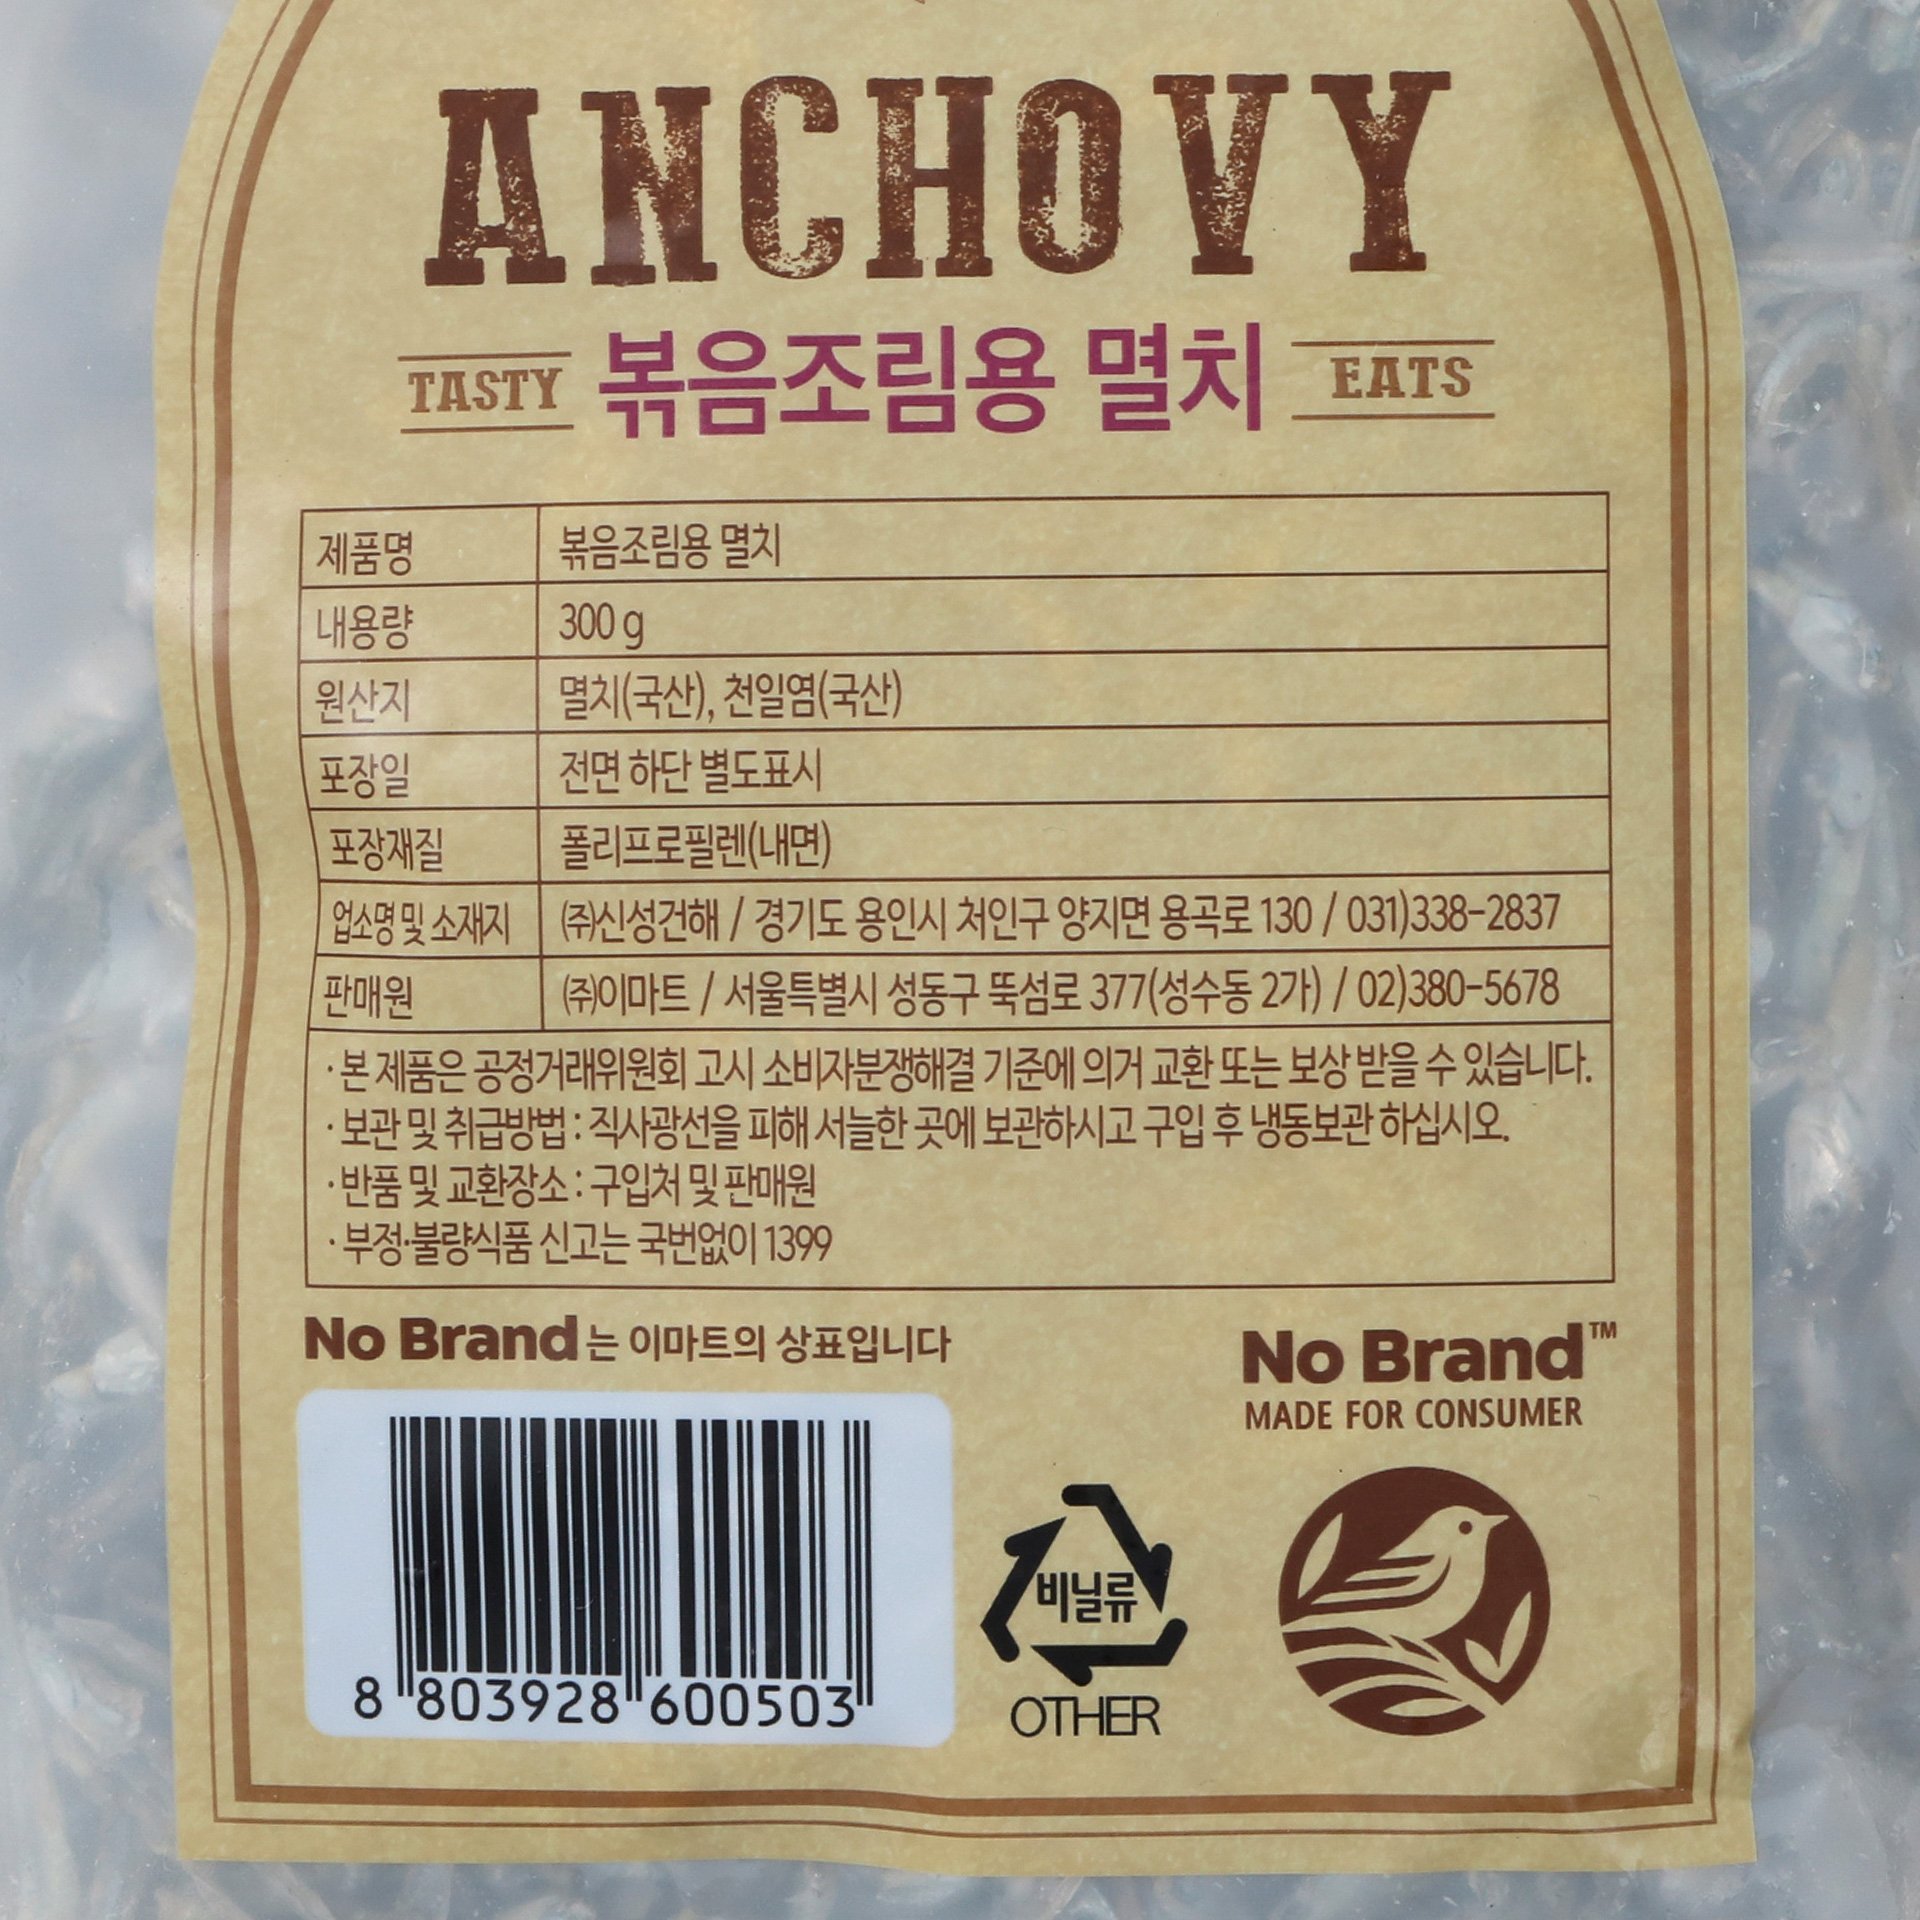 ANCHOVY
TASTY 볶음조림용 멸치 EATS
제품명 볶음조림용 멸치
내용량 300 g
원산지 멸치(국산), 천일염(국산)
포장일 전면 하단 별도표시
포장재질 폴리프로필렌(내면)
업소명 및 소재지 ㈜신성건해 / 경기도 용인시 처인구 양지면 용곡로 130 / 031)338-2837
판매원 ㈜이마트 / 서울특별시 성동구 뚝섬로 377(성수동 2가) / 02)380-5678
· 본 제품은 공정거래위원회 고시 소비자분쟁해결 기준에 의거 교환 또는 보상 받을 수 있습니다.
· 보관 및 취급방법 : 직사광선을 피해 서늘한 곳에 보관하시고 구입 후 냉동보관 하십시오.
· 반품 및 교환장소 : 구입처 및 판매원
· 부정·불량식품 신고는 국번없이 1399
No Brand는 이마트의 상표입니다
No Brand™
MADE FOR CONSUMER
비닐류
OTHER
8 803928 600503